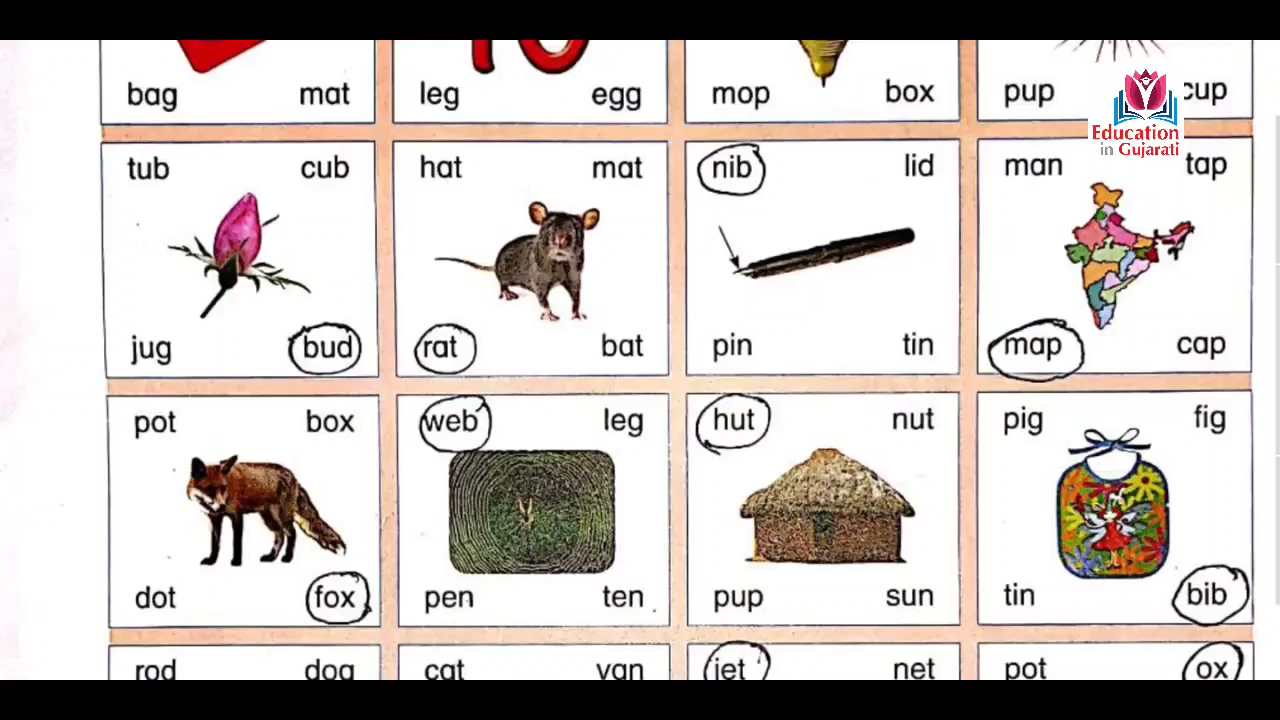 bag mat leg egg mop box pup cup
Education
in Gujarati
tub cub hat mat nib lid man tap
jug bud rat bat pin tin map cap
pot box web leg hut nut pig fig
dot fox pen ten pup sun tin bib
rod dog cat van jet net pot ox